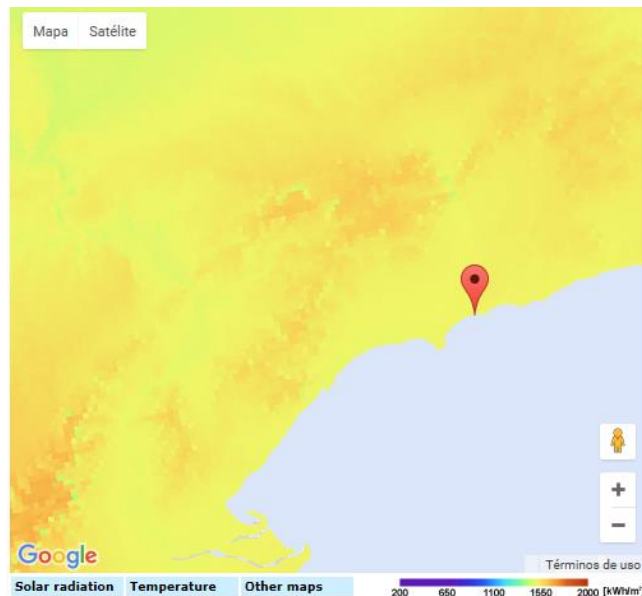 Mapa Satélite
Google
Términos de uso
Solar radiation Temperature Other maps
200 650 1100 1550 2000 [kWh/m²